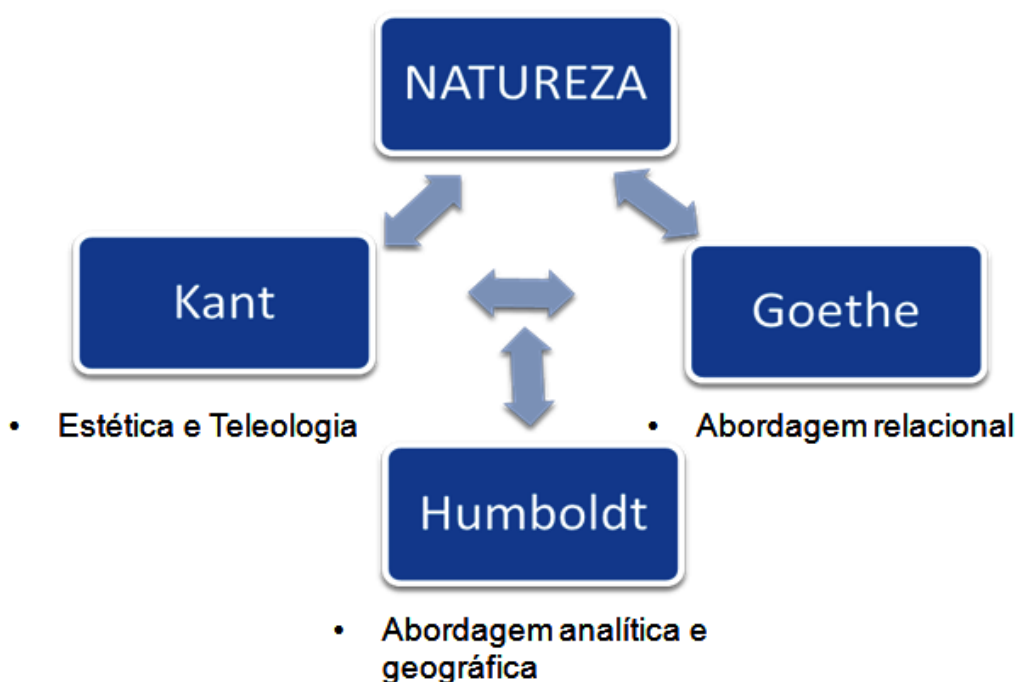 NATUREZA
Kant
Goethe
• Estética e Teleologia
• Abordagem relacional
Humboldt
• Abordagem analítica e
geográfica